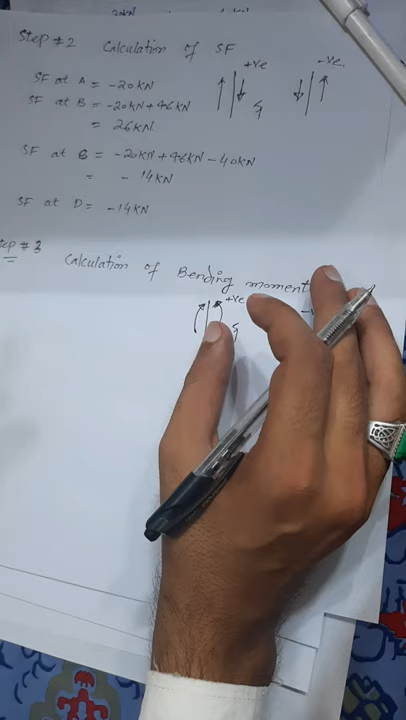 Step #2 Calculation of SF
+ve -ve.
SF at A = -20KN
SF at B = -20KN+46KN
= 26KN.
SF at C = -20KN+46KN-40KN
= -14KN
SF at D = -14KN
tep #3
Calculation of Bending moment
+ve